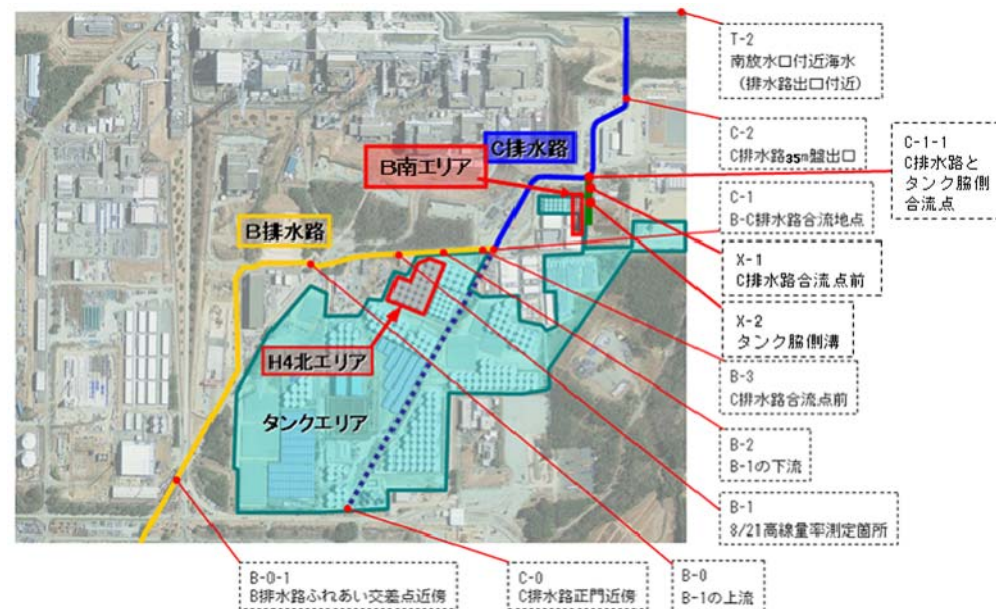 T-2
南放水口付近海水
(排水路出口付近)
C-2
C排水路35m盤出口
C-1-1
C排水路と
タンク脇側
合流点
C排水路
B南エリア
C-1
B-C排水路合流地点
B排水路
X-1
C排水路合流点前
X-2
タンク脇側溝
H4北エリア
B-3
C排水路合流点前
タンクエリア
B-2
B-1の下流
B-1
8/21高線量率測定箇所
B-0-1
B排水路ふれあい交差点近傍
C-0
C排水路正門近傍
B-0
B-1の上流